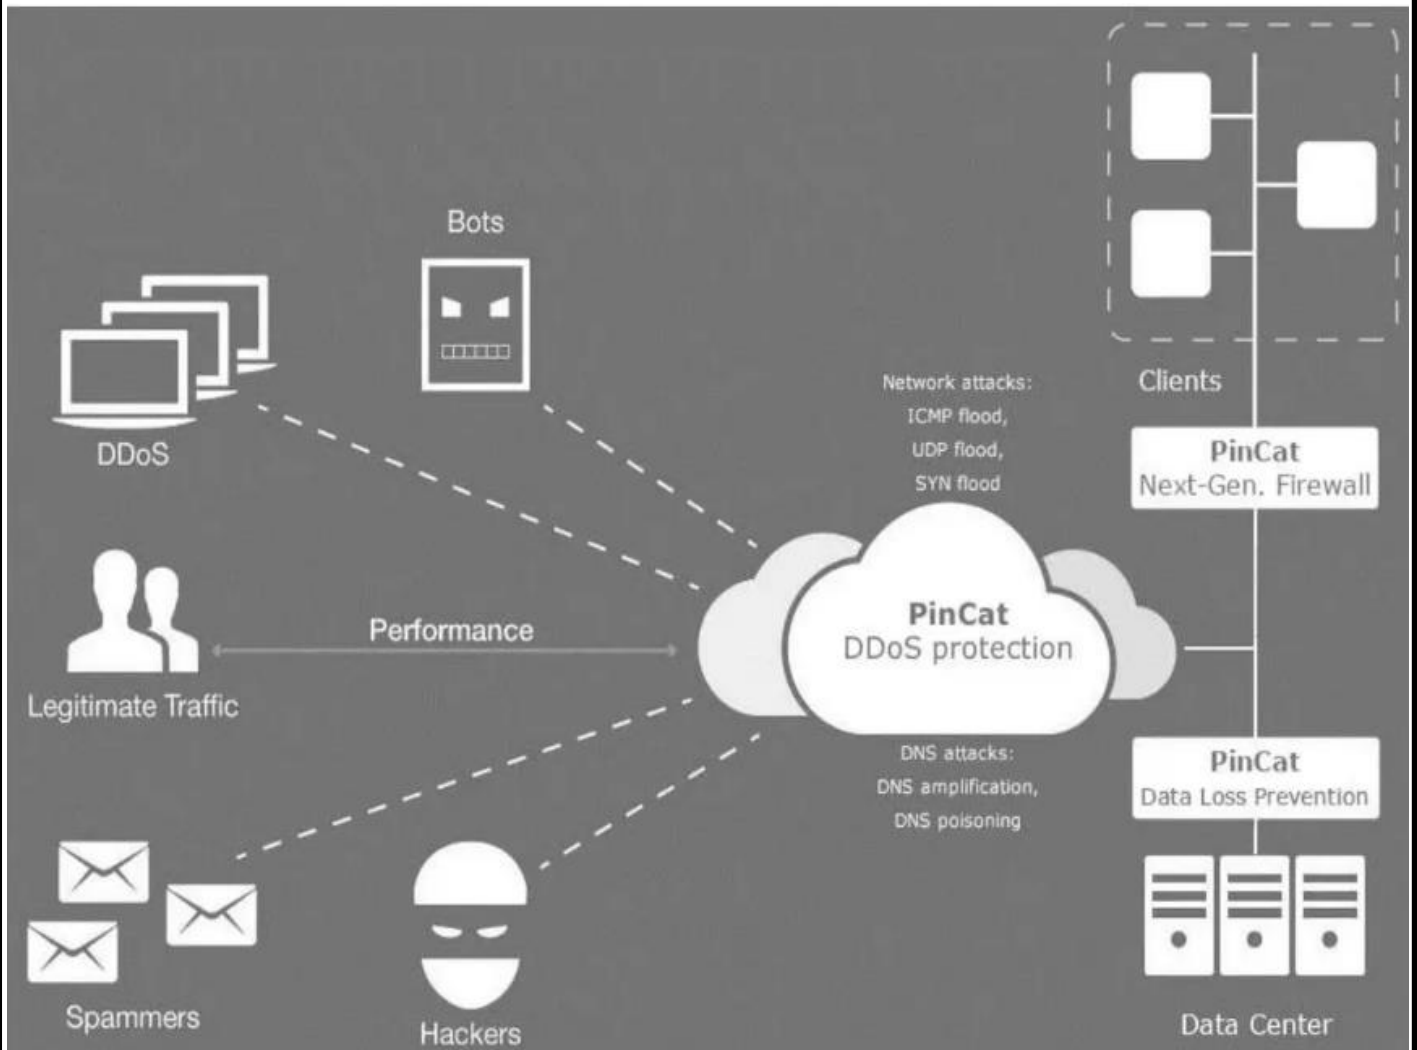 Bots
DDoS
Network attacks:
ICMP flood,
UDP flood,
SYN flood
Clients
PinCat
Next-Gen. Firewall
Performance
Legitimate Traffic
PinCat
DDoS protection
DNS attacks:
DNS amplification,
DNS poisoning
PinCat
Data Loss Prevention
Spammers
Hackers
Data Center